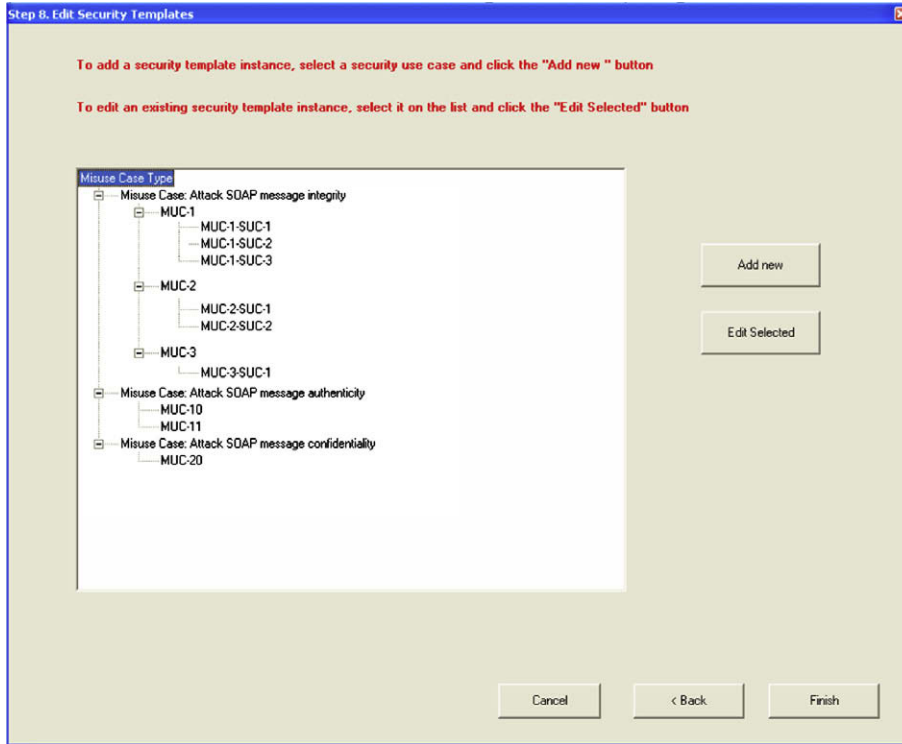 Step 8. Edit Security Templates
To add a security template instance, select a security use case and click the "Add new " button
To edit an existing security template instance, select it on the list and click the "Edit Selected" button
Misuse Case Type
Misuse Case: Attack SOAP message integrity
MUC-1
MUC-1-SUC-1
MUC-1-SUC-2
MUC-1-SUC-3
MUC-2
MUC-2-SUC-1
MUC-2-SUC-2
MUC-3
MUC-3-SUC-1
Misuse Case: Attack SOAP message authenticity
MUC-10
MUC-11
Misuse Case: Attack SOAP message confidentiality
MUC-20
Add new
Edit Selected
Cancel
< Back
Finish